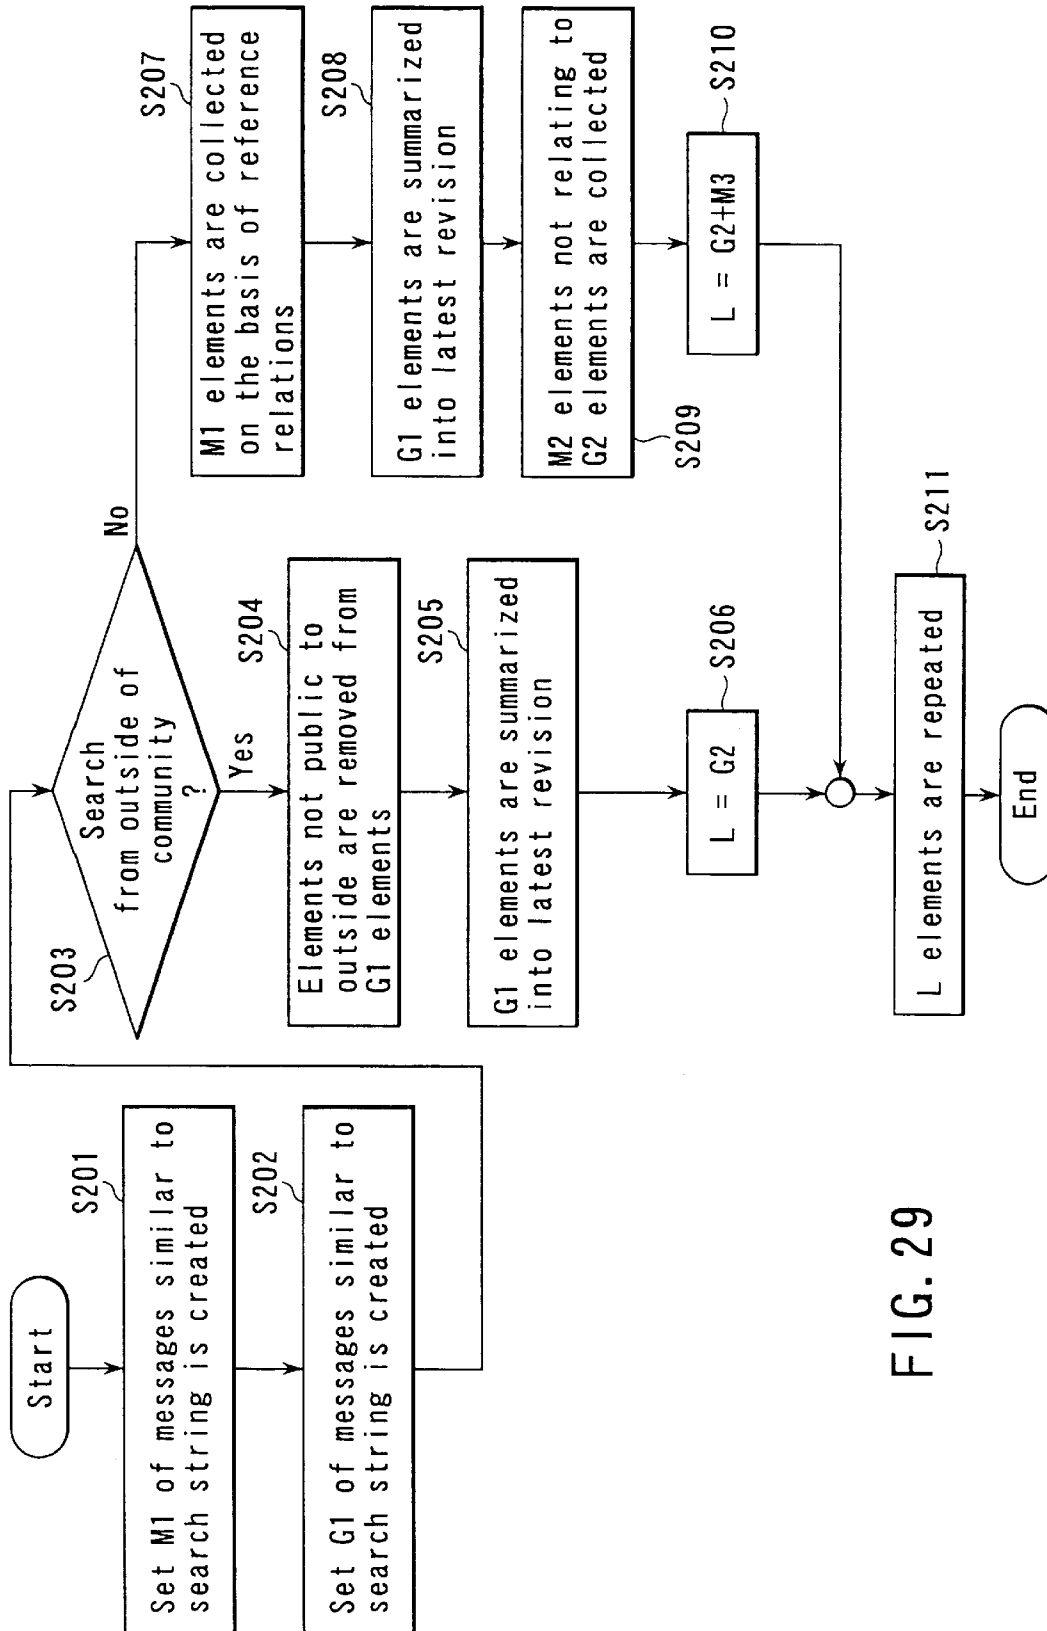 Start
S201
Set M1 of messages similar to
search string is created
S202
Set G1 of messages similar to
search string is created
S203
Search
from outside of
community
?
Yes
No
S204
Elements not public to
outside are removed from
G1 elements
S205
G1 elements are summarized
into latest revision
S206
L = G2
S207
M1 elements are collected
on the basis of reference
relations
S208
G1 elements are summarized
into latest revision
M2 elements not relating to
G2 elements are collected
S209
S210
L = G2+M3
S211
L elements are repeated
End
FIG. 29